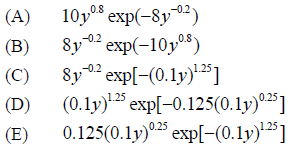 (A) 10y^0.8 exp(−8y^−0.2)
(B) 8y^−0.2 exp(−10y^0.8)
(C) 8y^−0.2 exp[−(0.1y)^1.25]
(D) (0.1y)^1.25 exp[−0.125(0.1y)^0.25]
(E) 0.125(0.1y)^0.25 exp[−(0.1y)^1.25]